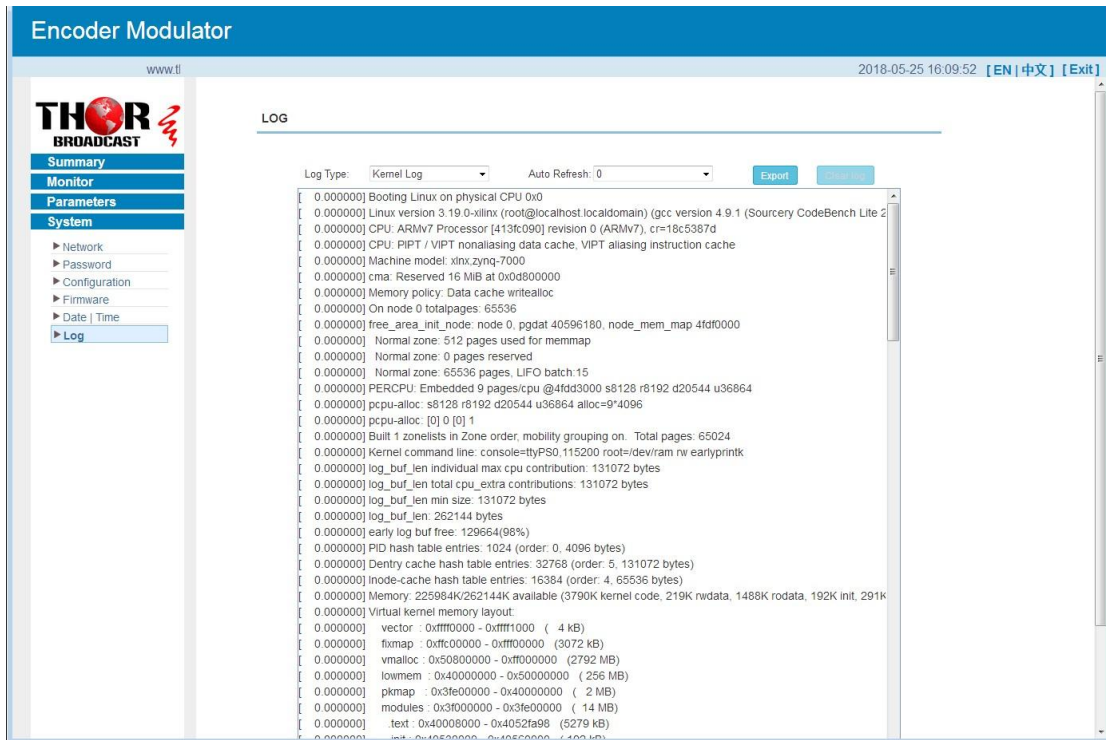 Encoder Modulator
www.tl
2018-05-25 16:09:52 [ EN | 中文 ] [ Exit ]
THOR
BROADCAST
Summary
Monitor
Parameters
System
Network
Password
Configuration
Firmware
Date | Time
Log
LOG
Log Type: Kernel Log Auto Refresh: 0 Export Clear log
[ 0.000000] Booting Linux on physical CPU 0x0
[ 0.000000] Linux version 3.19.0-xilinx (root@localhost.localdomain) (gcc version 4.9.1 (Sourcery CodeBench Lite 2
[ 0.000000] CPU: ARMv7 Processor [413fc090] revision 0 (ARMv7), cr=18c5387d
[ 0.000000] CPU: PIPT / VIPT nonaliasing data cache, VIPT aliasing instruction cache
[ 0.000000] Machine model: xlnx,zynq-7000
[ 0.000000] cma: Reserved 16 MiB at 0x0d800000
[ 0.000000] Memory policy: Data cache writealloc
[ 0.000000] On node 0 totalpages: 65536
[ 0.000000] free_area_init_node: node 0, pgdat 40596180, node_mem_map 4fdf0000
[ 0.000000] Normal zone: 512 pages used for memmap
[ 0.000000] Normal zone: 0 pages reserved
[ 0.000000] Normal zone: 65536 pages, LIFO batch:15
[ 0.000000] PERCPU: Embedded 9 pages/cpu @4fdd3000 s8128 r8192 d20544 u36864
[ 0.000000] pcpu-alloc: s8128 r8192 d20544 u36864 alloc=9*4096
[ 0.000000] pcpu-alloc: [0] 0 [0] 1
[ 0.000000] Built 1 zonelists in Zone order, mobility grouping on. Total pages: 65024
[ 0.000000] Kernel command line: console=ttyPS0,115200 root=/dev/ram rw earlyprintk
[ 0.000000] log_buf_len individual max cpu contribution: 131072 bytes
[ 0.000000] log_buf_len total cpu_extra contributions: 131072 bytes
[ 0.000000] log_buf_len min size: 131072 bytes
[ 0.000000] log_buf_len: 262144 bytes
[ 0.000000] early log buf free: 129664(98%)
[ 0.000000] PID hash table entries: 1024 (order: 0, 4096 bytes)
[ 0.000000] Dentry cache hash table entries: 32768 (order: 5, 131072 bytes)
[ 0.000000] Inode-cache hash table entries: 16384 (order: 4, 65536 bytes)
[ 0.000000] Memory: 225984K/262144K available (3790K kernel code, 219K rwdata, 1488K rodata, 192K init, 291K
[ 0.000000] Virtual kernel memory layout:
[ 0.000000] vector : 0xffff0000 - 0xffff1000 ( 4 kB)
[ 0.000000] fixmap : 0xffc00000 - 0xfff00000 (3072 kB)
[ 0.000000] vmalloc : 0x50800000 - 0xff000000 (2792 MB)
[ 0.000000] lowmem : 0x40000000 - 0x50000000 ( 256 MB)
[ 0.000000] pkmap : 0x3fe00000 - 0x40000000 ( 2 MB)
[ 0.000000] modules : 0x3f000000 - 0x3fe00000 ( 14 MB)
[ 0.000000] .text : 0x40008000 - 0x4052fa98 (5279 kB)